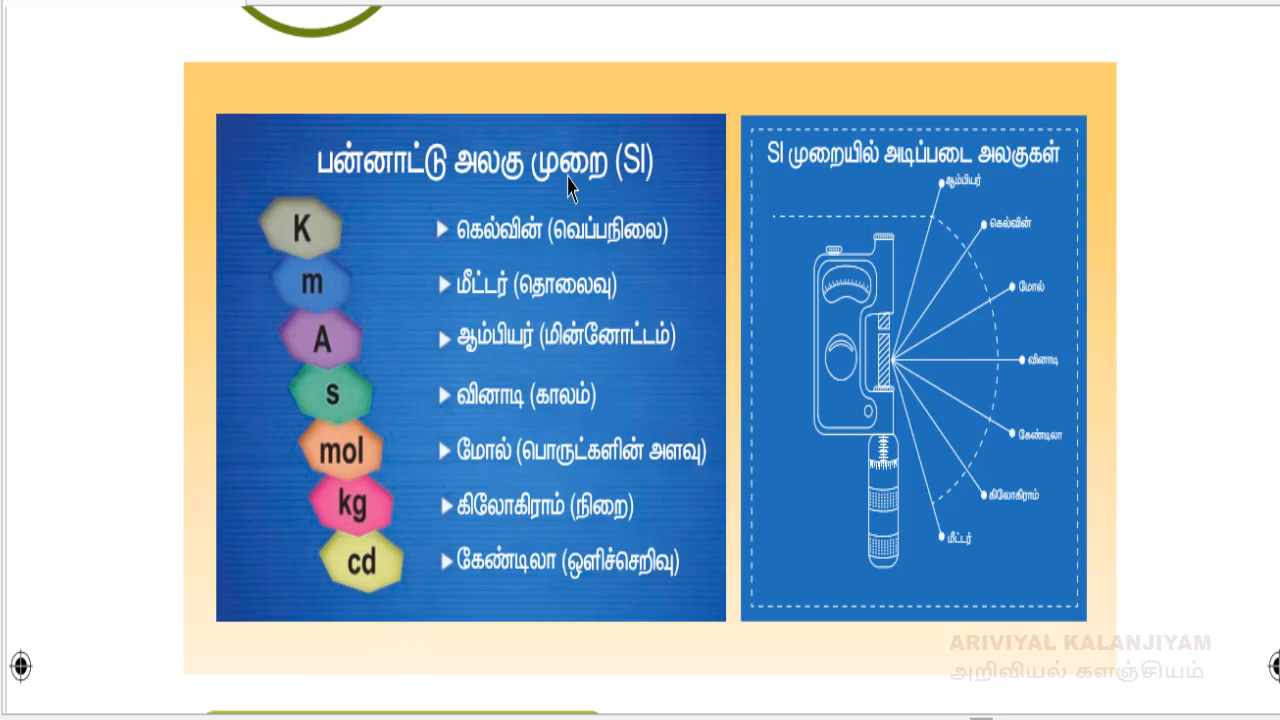 பன்னாட்டு அலகு முறை (SI)
K
கெல்வின் (வெப்பநிலை)
m
மீட்டர் (தொலைவு)
A
ஆம்பியர் (மின்னோட்டம்)
s
வினாடி (காலம்)
mol
மோல் (பொருட்களின் அளவு)
kg
கிலோகிராம் (நிறை)
cd
கேண்டிலா (ஒளிச்செறிவு)
SI முறையில் அடிப்படை அலகுகள்
ஆம்பியர்
கெல்வின்
மோல்
வினாடி
கேண்டிலா
கிலோகிராம்
மீட்டர்
ARIVIYAL KALANJIYAM
அறிவியல் களஞ்சியம்